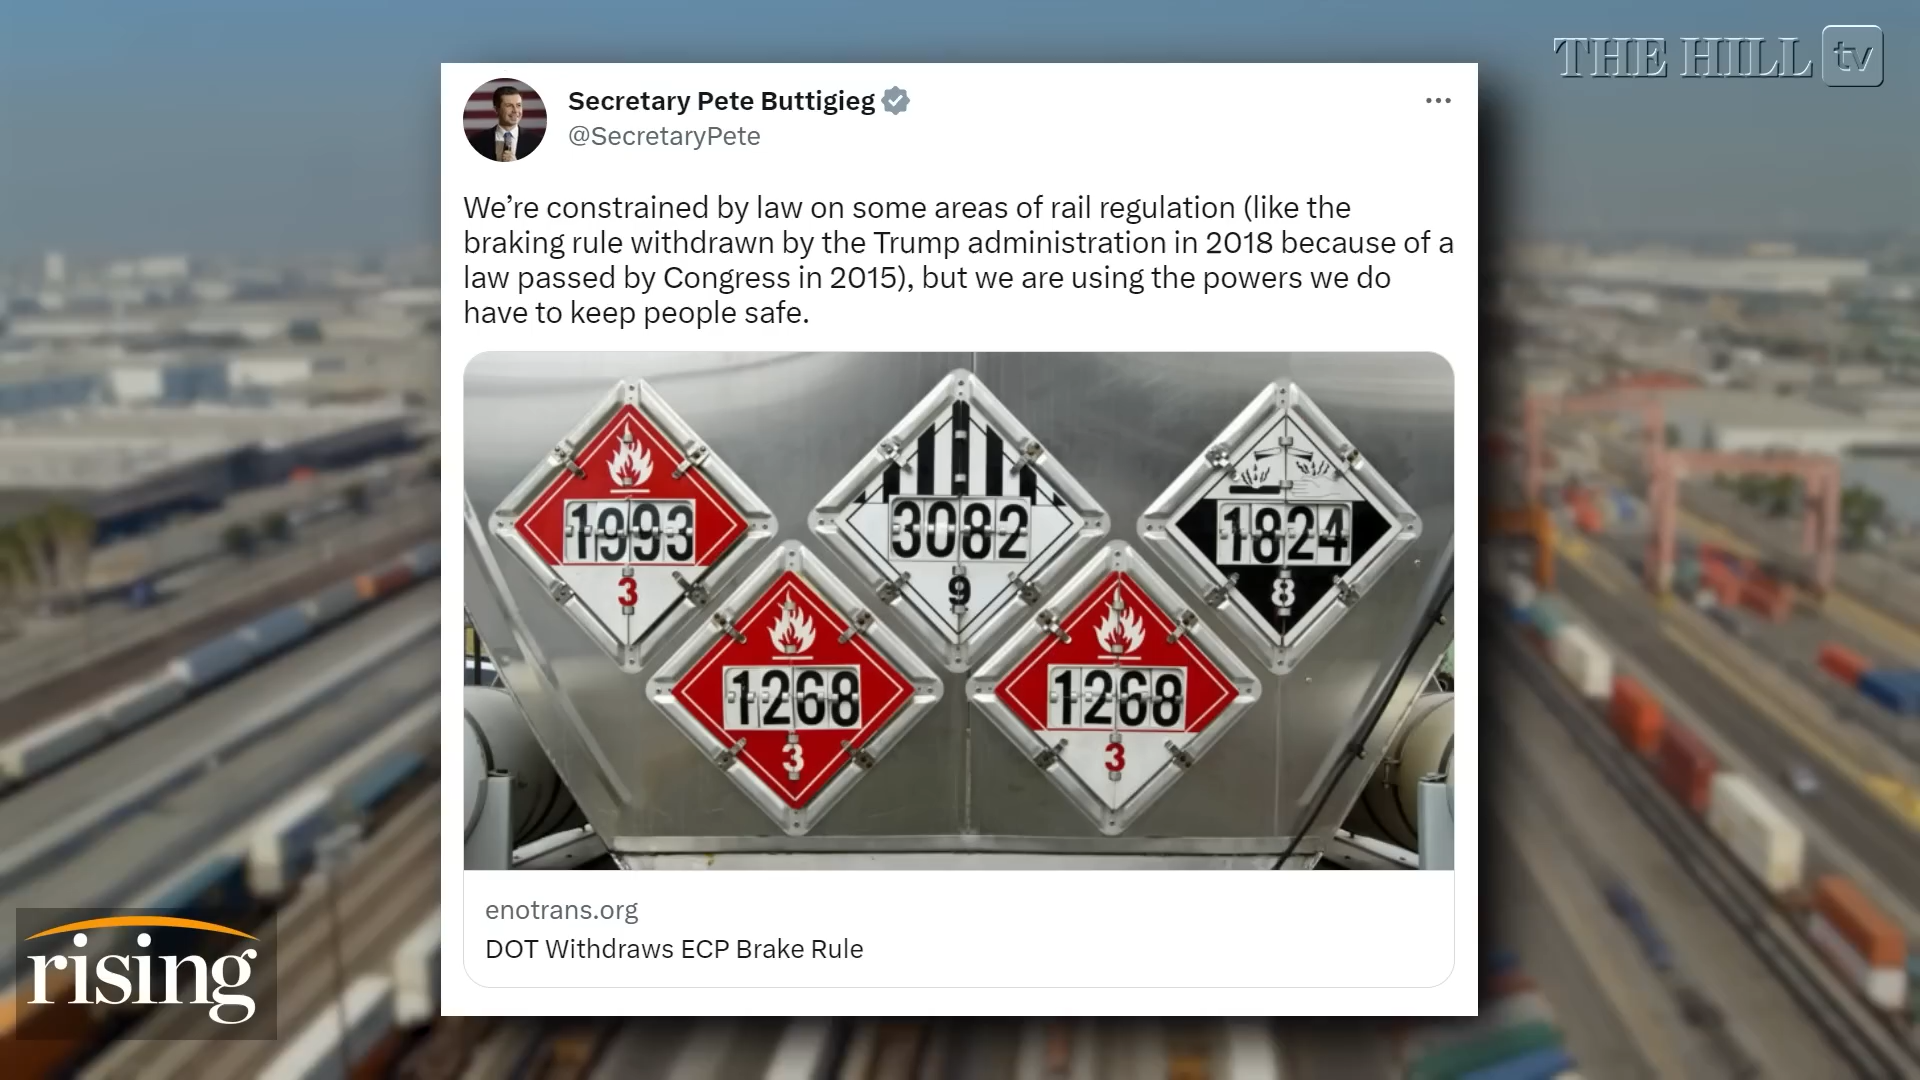 THE HILL tv
Secretary Pete Buttigieg
@SecretaryPete
We’re constrained by law on some areas of rail regulation (like the
braking rule withdrawn by the Trump administration in 2018 because of a
law passed by Congress in 2015), but we are using the powers we do
have to keep people safe.
1993
3
3082
9
1824
8
1268
3
1268
3
enotrans.org
DOT Withdraws ECP Brake Rule
rising